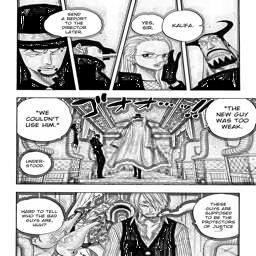 KALIFA.
YES,
SIR.
SEND
A REPORT
TO THE
DIRECTOR
LATER.
"THE
NEW GUY
WAS TOO
WEAK."
"WE
COULDN'T
USE HIM."
UNDER-
STOOD.
THESE
GUYS ARE
SUPPOSED
TO BE THE
PROTECTORS
OF JUSTICE
HARD TO TELL
WHO THE BAD
GUYS ARE,
HUH?